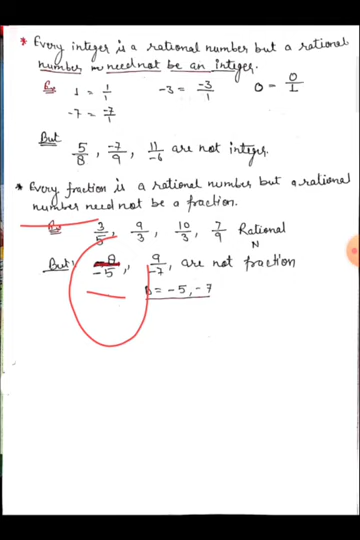 * Every integer is a rational number but a rational
number need not be an integer.
Ex 1 = 1/1 -3 = -3/1 0 = 0/1
-7 = -7/1
But
5/8, -7/9, 11/-6 are not integer.
* Every fraction is a rational number but a rational
number need not be a fraction.
Ex 3/5, 9/3, 10/3, 7/9 Rational
N
But: /-5, 9/-7, are not fraction
= -5, -7